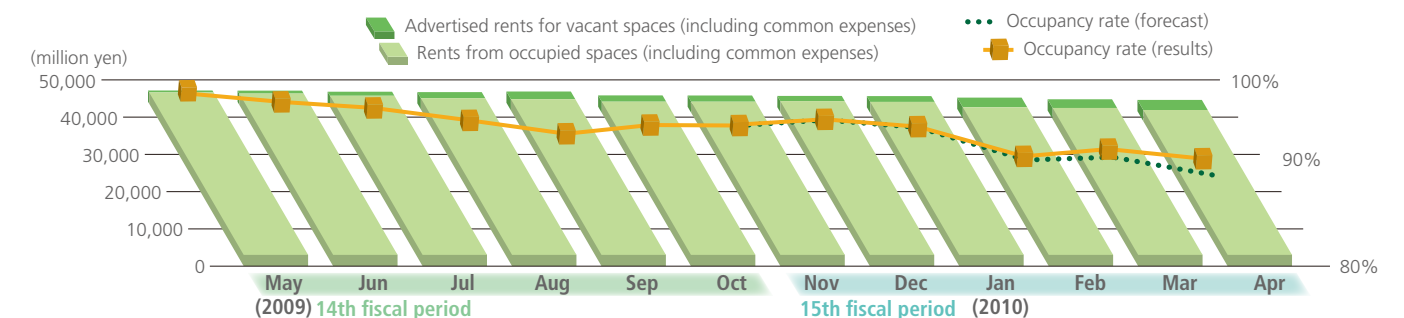 Advertised rents for vacant spaces (including common expenses)
Occupancy rate (forecast)
Rents from occupied spaces (including common expenses)
Occupancy rate (results)
(million yen)
50,000
100%
40,000
30,000
90%
20,000
10,000
0
80%
May Jun Jul Aug Sep Oct Nov Dec Jan Feb Mar Apr
(2009) 14th fiscal period 15th fiscal period (2010)